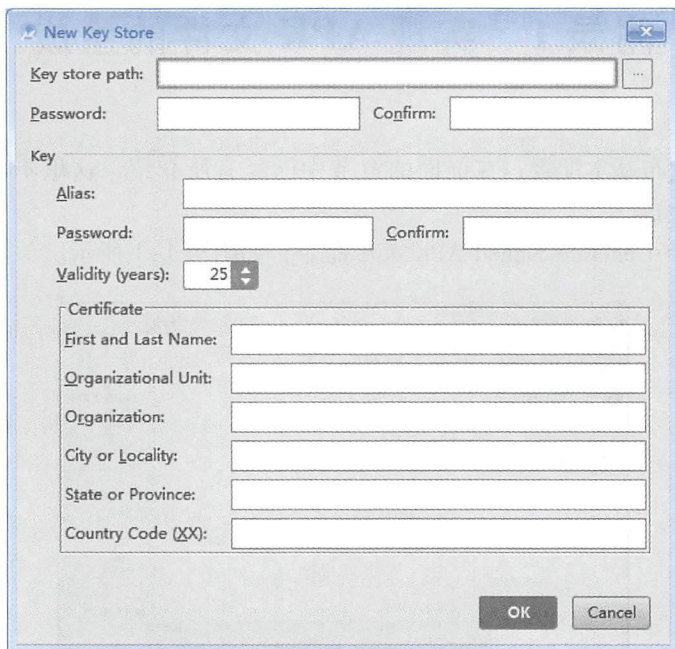 New Key Store
Key store path: ...
Password: Confirm:
Key
Alias:
Password: Confirm:
Validity (years): 25
Certificate
First and Last Name:
Organizational Unit:
Organization:
City or Locality:
State or Province:
Country Code (XX):
OK Cancel